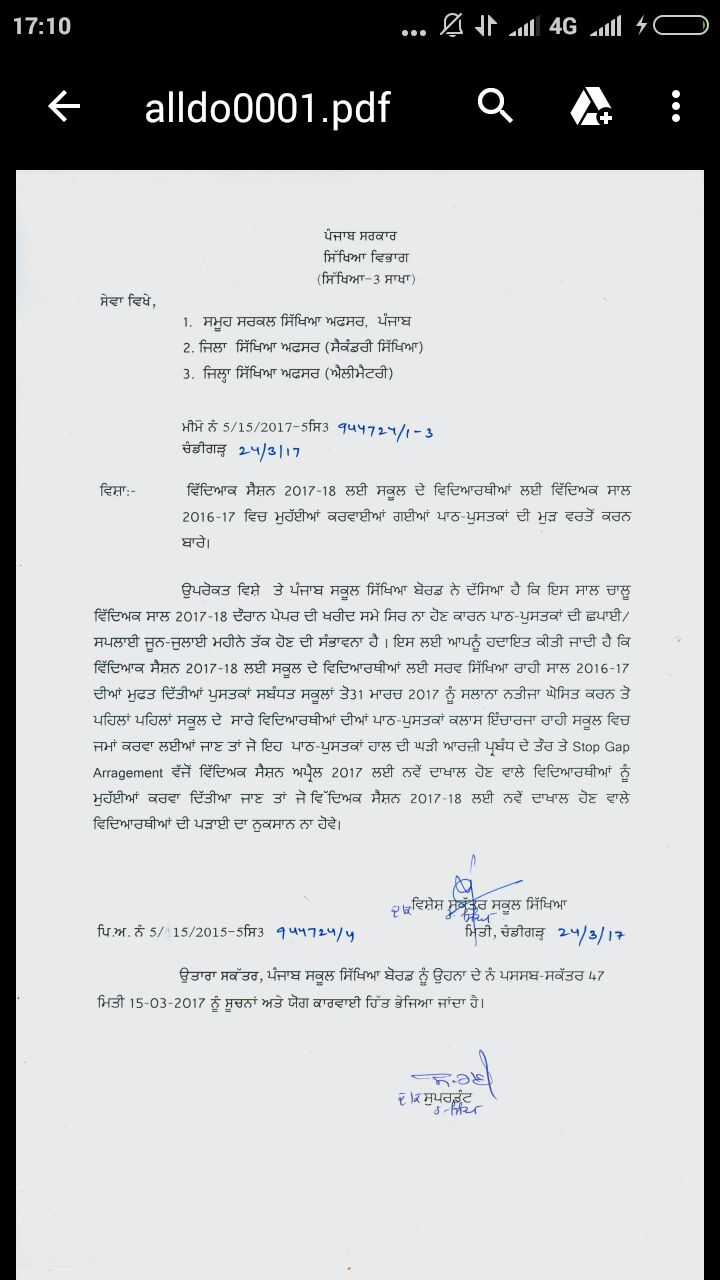 17:10
... 4G
alldo0001.pdf
ਪੰਜਾਬ ਸਰਕਾਰ
ਸਿੱਖਿਆ ਵਿਭਾਗ
(ਸਿੱਖਿਆ-3 ਸਾਖਾ)
ਸੇਵਾ ਵਿਖੇ,
1. ਸਮੂਹ ਸਰਕਲ ਸਿੱਖਿਆ ਅਫਸਰ, ਪੰਜਾਬ
2. ਜਿਲਾ ਸਿੱਖਿਆ ਅਫਸਰ (ਸੈਕੰਡਰੀ ਸਿੱਖਿਆ)
3. ਜਿਲ੍ਹਾ ਸਿੱਖਿਆ ਅਫਸਰ (ਐਲੀਮੈਟਰੀ)
ਮੀਮੋ ਨੰ 5/15/2017-5ਸਿ3 ੧੫੫7੨੫/1-3
ਚੰਡੀਗੜ੍ਹ 24/3/17
ਵਿਸ਼ਾ:- ਵਿੱਦਿਆਕ ਸੈਸ਼ਨ 2017-18 ਲਈ ਸਕੂਲ ਦੇ ਵਿਦਿਆਰਥੀਆਂ ਲਈ ਵਿੱਦਿਅਕ ਸਾਲ
2016-17 ਵਿਚ ਮੁਹੱਈਆਂ ਕਰਵਾਈਆਂ ਗਈਆਂ ਪਾਠ-ਪੁਸਤਕਾਂ ਦੀ ਮੁੜ ਵਰਤੋਂ ਕਰਨ
ਬਾਰੇ।
ਉਪਰੋਕਤ ਵਿਸ਼ੇ ਤੇ ਪੰਜਾਬ ਸਕੂਲ ਸਿੱਖਿਆ ਬੋਰਡ ਨੇ ਦੱਸਿਆ ਹੈ ਕਿ ਇਸ ਸਾਲ ਚਾਲੂ
ਵਿੱਦਿਅਕ ਸਾਲ 2017-18 ਦੌਰਾਨ ਪੇਪਰ ਦੀ ਖਰੀਦ ਸਮੇ ਸਿਰ ਨਾ ਹੋਣ ਕਾਰਨ ਪਾਠ-ਪੁਸਤਕਾਂ ਦੀ ਛਪਾਈ/
ਸਪਲਾਈ ਜੂਨ-ਜੁਲਾਈ ਮਹੀਨੇ ਤੱਕ ਹੋਣ ਦੀ ਸੰਭਾਵਨਾ ਹੈ । ਇਸ ਲਈ ਆਪਨੂੰ ਹਦਾਇਤ ਕੀਤੀ ਜਾਂਦੀ ਹੈ ਕਿ
ਵਿੱਦਿਆਕ ਸੈਸ਼ਨ 2017-18 ਲਈ ਸਕੂਲ ਦੇ ਵਿਦਿਆਰਥੀਆਂ ਲਈ ਸਰਵ ਸਿੱਖਿਆ ਰਾਹੀ ਸਾਲ 2016-17
ਦੀਆਂ ਮੁਫਤ ਦਿੱਤੀਆਂ ਪੁਸਤਕਾਂ ਸਬੰਧਤ ਸਕੂਲਾਂ ਤੋ31 ਮਾਰਚ 2017 ਨੂੰ ਸਲਾਨਾ ਨਤੀਜਾ ਘੋਸਿਤ ਕਰਨ ਤੋ
ਪਹਿਲਾਂ ਪਹਿਲਾਂ ਸਕੂਲ ਦੇ ਸਾਰੇ ਵਿਦਿਆਰਥੀਆਂ ਦੀਆਂ ਪਾਠ-ਪੁਸਤਕਾਂ ਕਲਾਸ ਇੰਚਾਰਜਾ ਰਾਹੀ ਸਕੂਲ ਵਿਚ
ਜਮਾਂ ਕਰਵਾ ਲਈਆਂ ਜਾਣ ਤਾਂ ਜੋ ਇਹ ਪਾਠ-ਪੁਸਤਕਾਂ ਹਾਲ ਦੀ ਘੜੀ ਆਰਜ਼ੀ ਪ੍ਰਬੰਧ ਦੇ ਤੌਰ ਤੇ Stop Gap
Arragement ਵੱਜੋਂ ਵਿੱਦਿਅਕ ਸੈਸ਼ਨ ਅਪ੍ਰੈਲ 2017 ਲਈ ਨਵੇਂ ਦਾਖਾਲ ਹੋਣ ਵਾਲੇ ਵਿਦਿਆਰਥੀਆਂ ਨੂੰ
ਮੁਹੱਈਆਂ ਕਰਵਾ ਦਿੱਤੀਆ ਜਾਣ ਤਾਂ ਜੋ ਵਿੱਦਿਅਕ ਸੈਸ਼ਨ 2017-18 ਲਈ ਨਵੇਂ ਦਾਖਾਲ ਹੋਣ ਵਾਲੇ
ਵਿਦਿਆਰਥੀਆਂ ਦੀ ਪੜਾਈ ਦਾ ਨੁਕਸਾਨ ਨਾ ਹੋਵੇ।
ਵਿਸ਼ੇਸ਼ ਸਕੱਤਰ ਸਕੂਲ ਸਿੱਖਿਆ
ਪਿ.ਅ. ਨੰ 5/ 15/2015-5ਸਿ3 ੧੫੫7੨੫/4 ਮਿਤੀ, ਚੰਡੀਗੜ੍ਹ 24/3/17
ਉਤਾਰਾ ਸਕੱਤਰ, ਪੰਜਾਬ ਸਕੂਲ ਸਿੱਖਿਆ ਬੋਰਡ ਨੂੰ ਉਹਨਾ ਦੇ ਨੰ ਪਸਸਬ-ਸਕੱਤਰ 47
ਮਿਤੀ 15-03-2017 ਨੂੰ ਸੂਚਨਾਂ ਅਤੇ ਯੋਗ ਕਾਰਵਾਈ ਹਿੱਤ ਭੇਜਿਆ ਜਾਂਦਾ ਹੈ।
ਸੁਪਰਡੰਟ